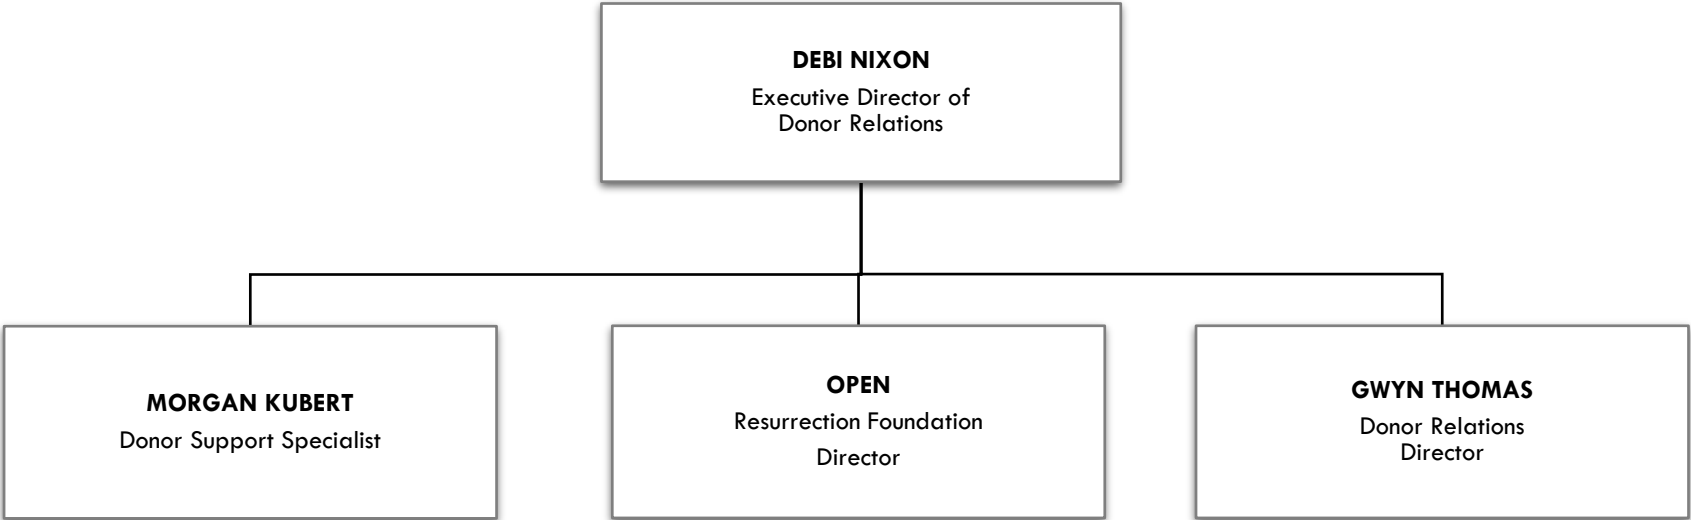 DEBI NIXON
Executive Director of
Donor Relations
MORGAN KUBERT
Donor Support Specialist
OPEN
Resurrection Foundation
Director
GWYN THOMAS
Donor Relations
Director